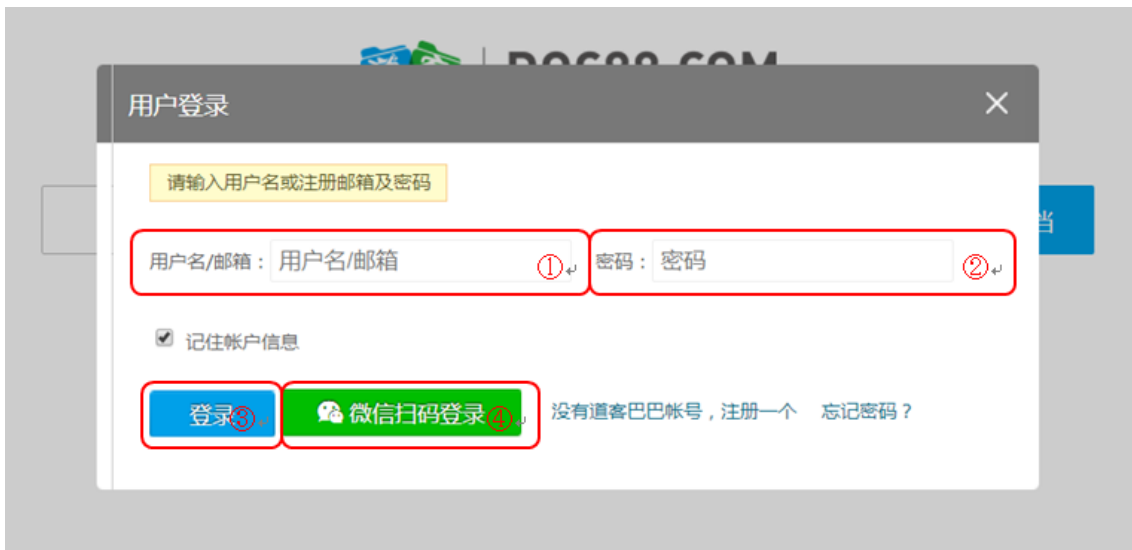 用户登录
请输入用户名或注册邮箱及密码
用户名/邮箱： 用户名/邮箱 ① 密码： 密码 ②
记住帐户信息
登录③ 微信扫码登录④ 没有道客巴巴帐号，注册一个 忘记密码？
档